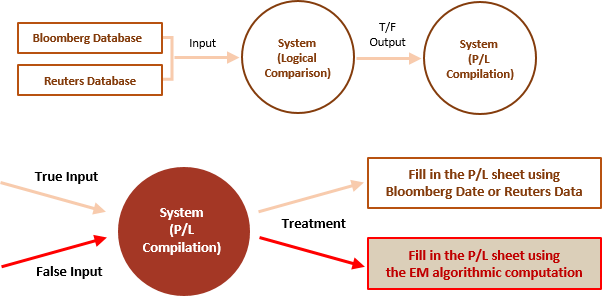 Bloomberg Database
Reuters Database
Input
System
(Logical
Comparison)
T/F
Output
System
(P/L
Compilation)
True Input
False Input
System
(P/L
Compilation)
Treatment
Fill in the P/L sheet using
Bloomberg Date or Reuters Data
Fill in the P/L sheet using
the EM algorithmic computation